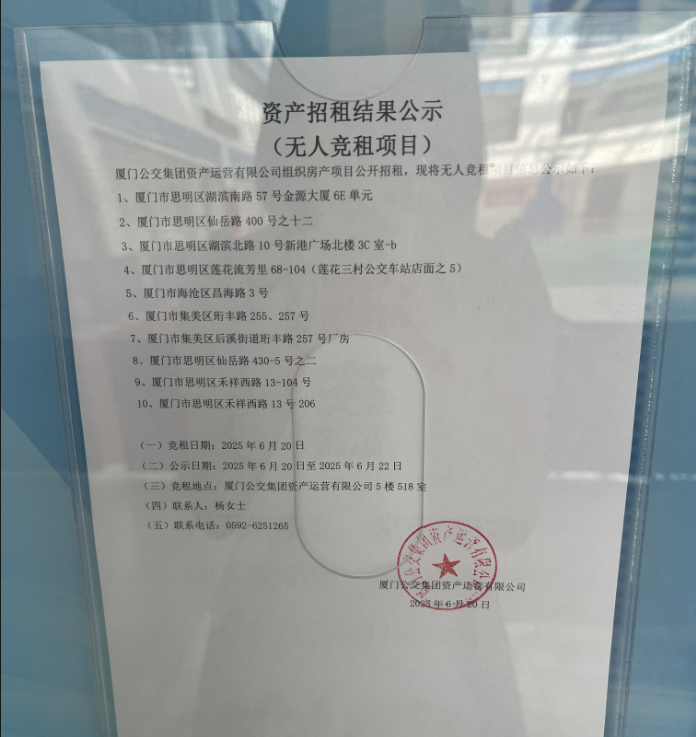 资产招租结果公示
（无人竞租项目）
厦门公交集团资产运营有限公司组织房产项目公开招租，现将无人竞租项目信息公示如下：
1、厦门市思明区湖滨南路 57 号金源大厦 6E 单元
2、厦门市思明区仙岳路 400 号之十二
3、厦门市思明区湖滨北路 10 号新港广场北楼 3C 室-b
4、厦门市思明区莲花流芳里 68-104（莲花三村公交车站店面之 5）
5、厦门市海沧区昌海路 3 号
6、厦门市集美区珩丰路 255、257 号
7、厦门市集美区后溪街道珩丰路 257 号厂房
8、厦门市思明区仙岳路 430-5 号之二
9、厦门市思明区禾祥西路 13-104 号
10、厦门市思明区禾祥西路 13 号 206
（一）竞租日期：2025 年 6 月 20 日
（二）公示日期：2025 年 6 月 20 日至 2025 年 6 月 22 日
（三）竞租地点：厦门公交集团资产运营有限公司 5 楼 518 室
（四）联系人：杨女士
（五）联系电话：0592-6251265
厦门公交集团资产运营有限公司
2025 年 6 月 20 日